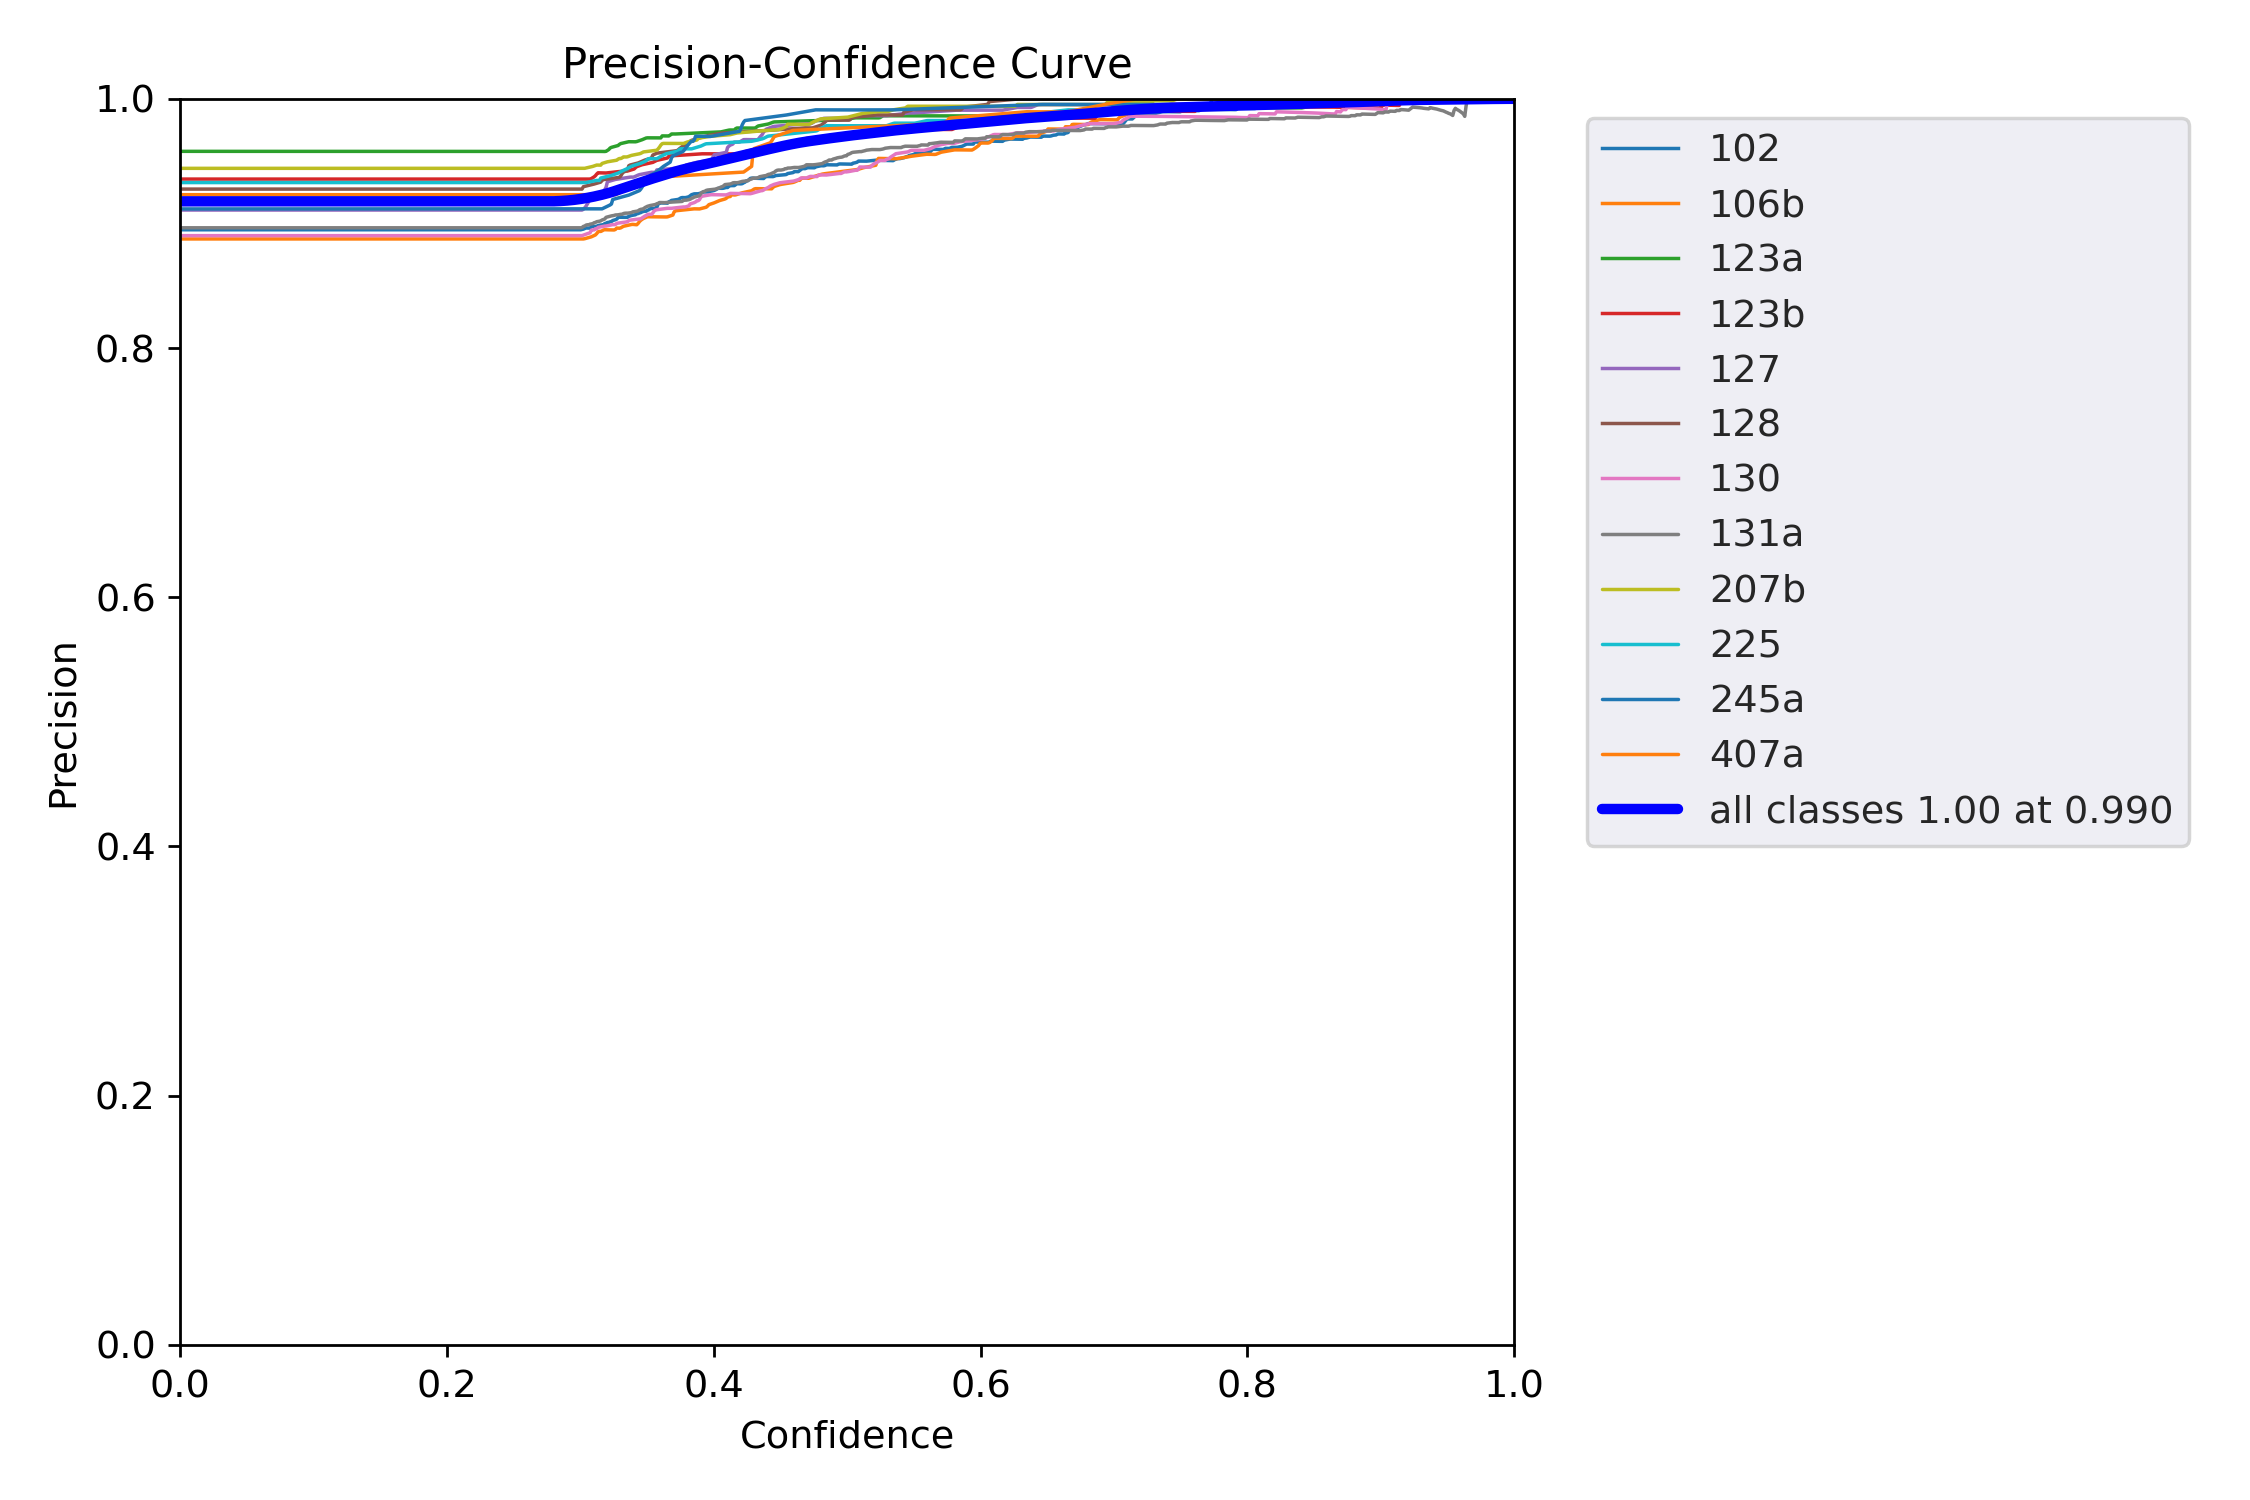 Precision-Confidence Curve
1.0
0.8
0.6
0.4
0.2
0.0
Precision
0.0 0.2 0.4 0.6 0.8 1.0
Confidence
102
106b
123a
123b
127
128
130
131a
207b
225
245a
407a
all classes 1.00 at 0.990